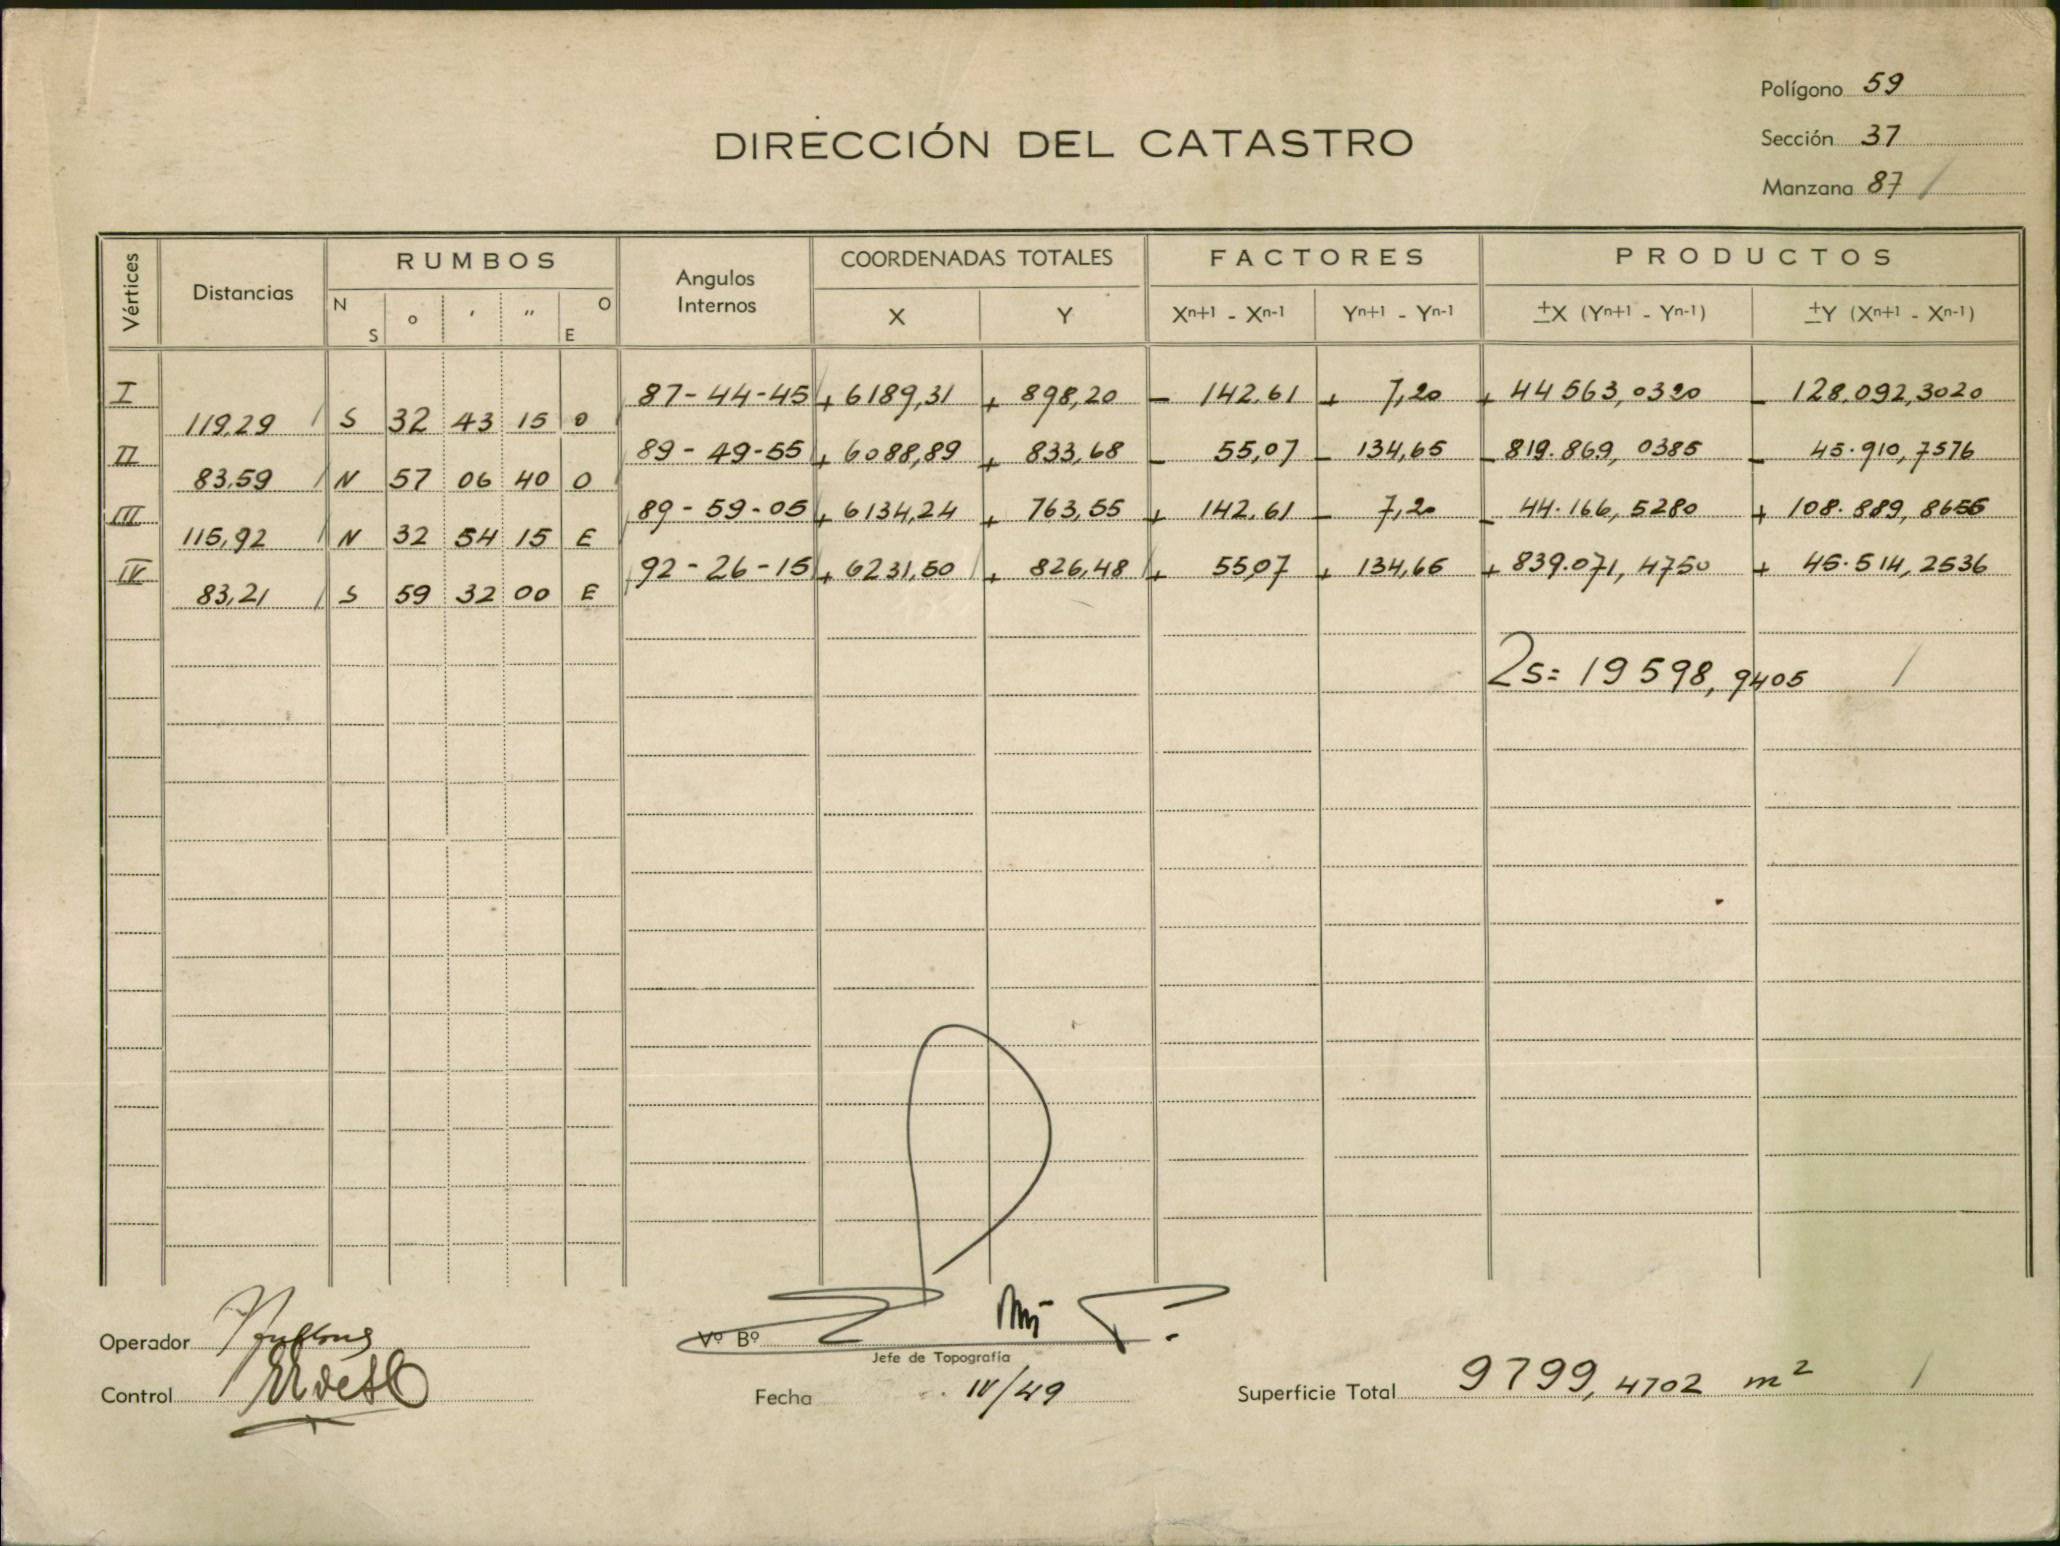 Polígono 59
DIRECCIÓN DEL CATASTRO
Sección 37
Manzana 87 /
Vértices Distancias RUMBOS Angulos Internos COORDENADAS TOTALES FACTORES PRODUCTOS
N S o ' '' O E X Y Xn+1 - Xn-1 Yn+1 - Yn-1 ±X (Yn+1 - Yn-1) ±Y (Xn+1 - Xn-1)
I 87-44-45 + 6189,31 + 898,20 - 142.61 + 7,20 + 44563,0320 - 128.092,3020
119,29 / S 32 43 15 O
II 89-49-55 + 6088,89 + 833,68 - 55,07 - 134,65 - 819.869,0385 - 45.910,7576
83.59 / N 57 06 40 O
III 89-59-05 + 6134,24 + 763,55 + 142.61 - 7,20 - 44.166,5280 + 108.889,8655
115,92 / N 32 54 15 E
IV 92-26-15 + 6231,50 / + 826,48 / + 55,07 + 134,65 + 839.071,4750 + 45.514,2536
83,21 / S 59 32 00 E
2s= 19598,9405 /
Operador
Vº Bº
Jefe de Topografía
Control
Fecha IV/49
Superficie Total 9799,4702 m² /